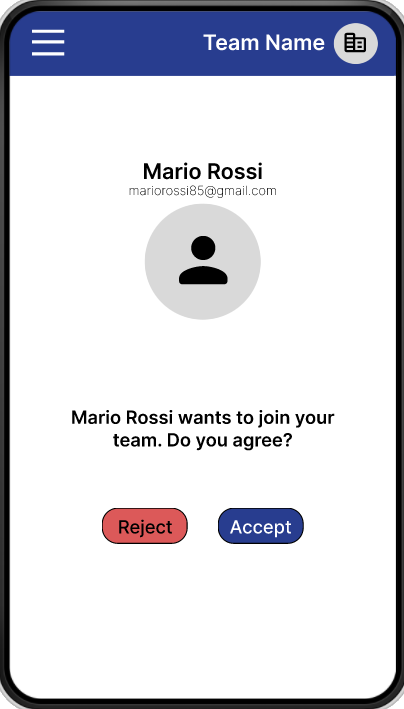 Team Name
Mario Rossi
mariorossi85@gmail.com
Mario Rossi wants to join your
team. Do you agree?
Reject
Accept